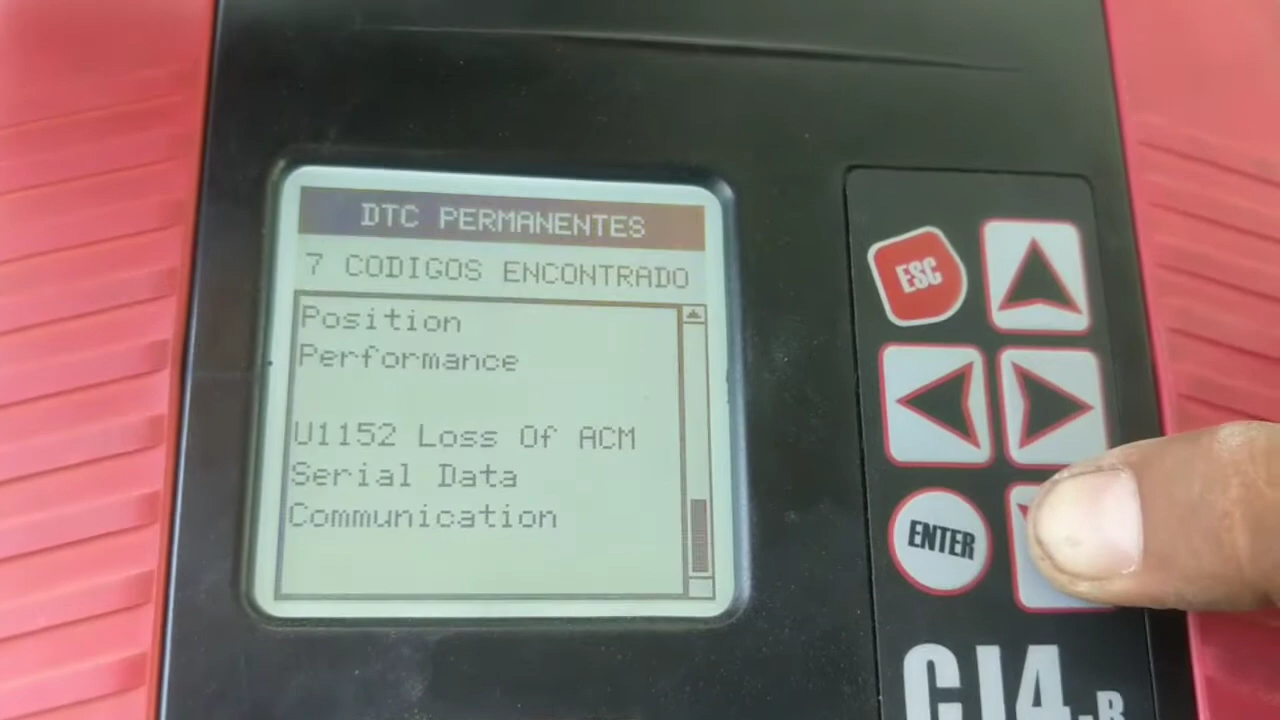 DTC PERMANENTES
7 CODIGOS ENCONTRADO
Position
Performance
U1152 Loss Of ACM
Serial Data
Communication
ESC
ENTER
CJ4-R